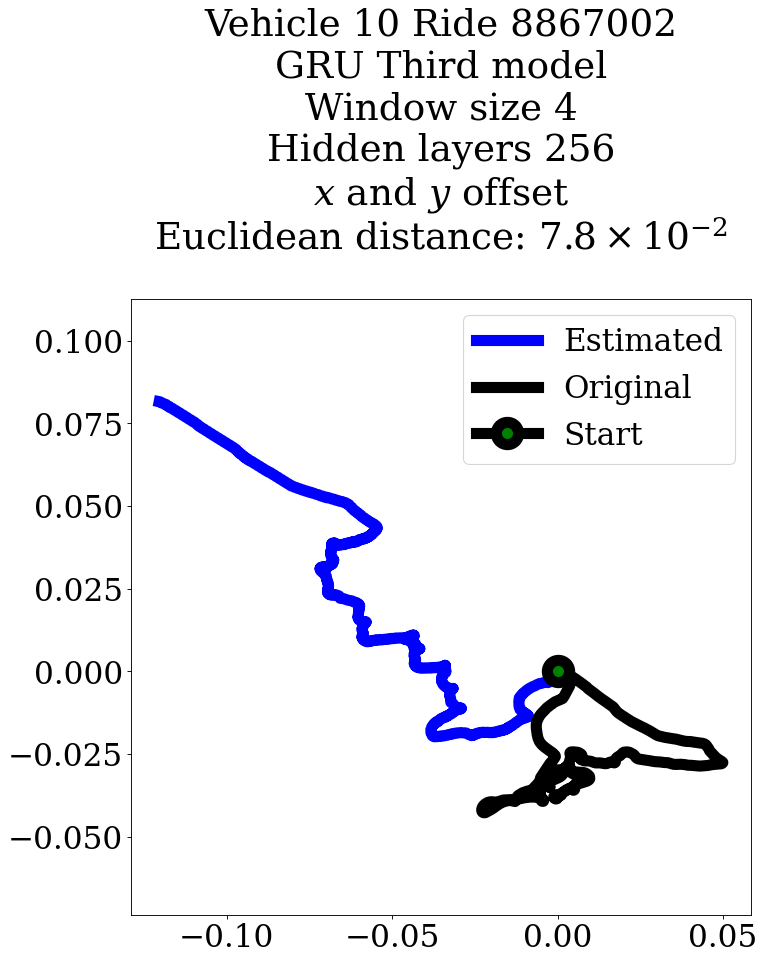 Vehicle 10 Ride 8867002
GRU Third model
Window size 4
Hidden layers 256
x and y offset
Euclidean distance: 7.8 × 10⁻²
Estimated
Original
Start
0.100
0.075
0.050
0.025
0.000
−0.025
−0.050
−0.10 −0.05 0.00 0.05